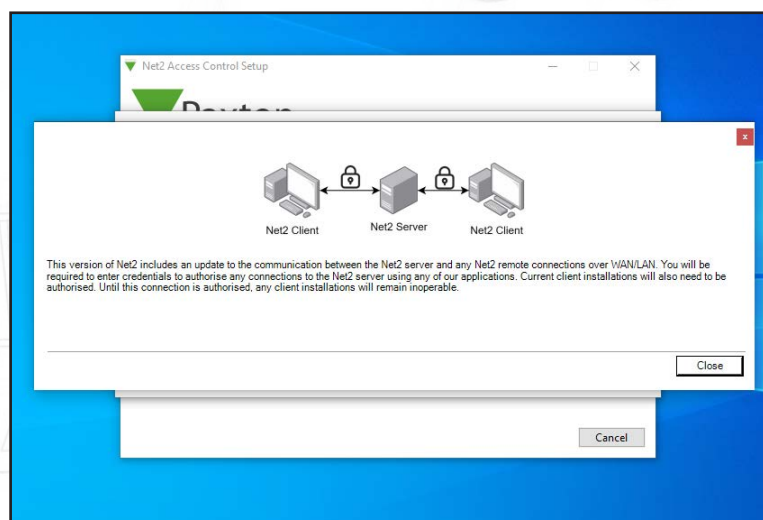 Net2 Access Control Setup
Paxton
Net2 Client
Net2 Server
Net2 Client
This version of Net2 includes an update to the communication between the Net2 server and any Net2 remote connections over WAN/LAN. You will be
required to enter credentials to authorise any connections to the Net2 server using any of our applications. Current client installations will also need to be
authorised. Until this connection is authorised, any client installations will remain inoperable.
Close
Cancel